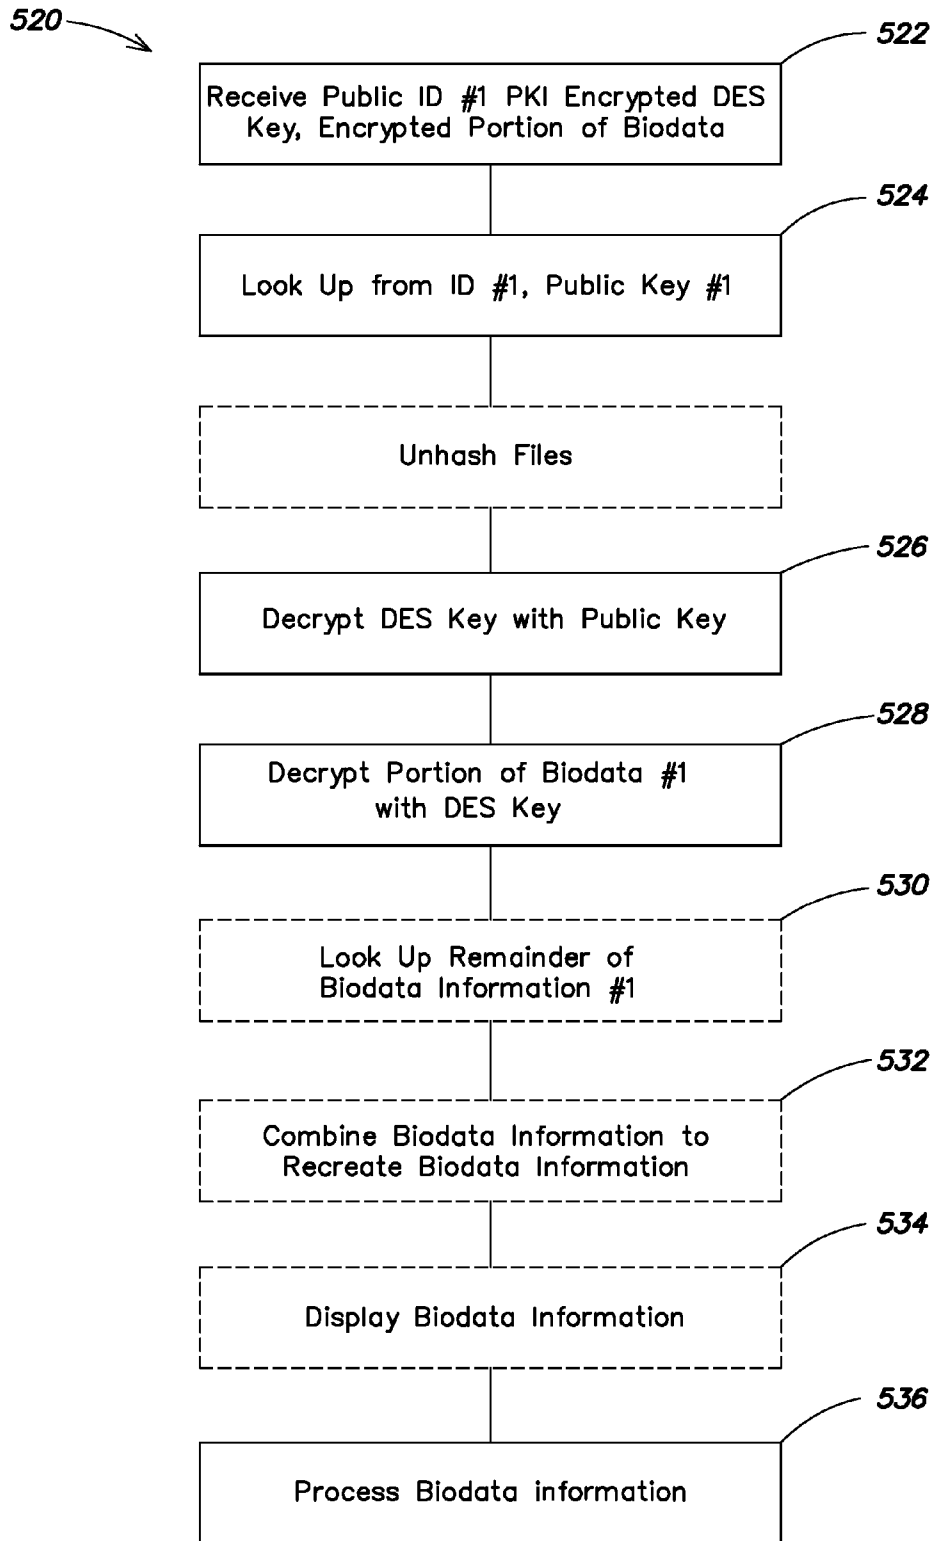 520
522
Receive Public ID #1 PKI Encrypted DES
Key, Encrypted Portion of Biodata
524
Look Up from ID #1, Public Key #1
Unhash Files
526
Decrypt DES Key with Public Key
528
Decrypt Portion of Biodata #1
with DES Key
530
Look Up Remainder of
Biodata Information #1
532
Combine Biodata Information to
Recreate Biodata Information
534
Display Biodata Information
536
Process Biodata information